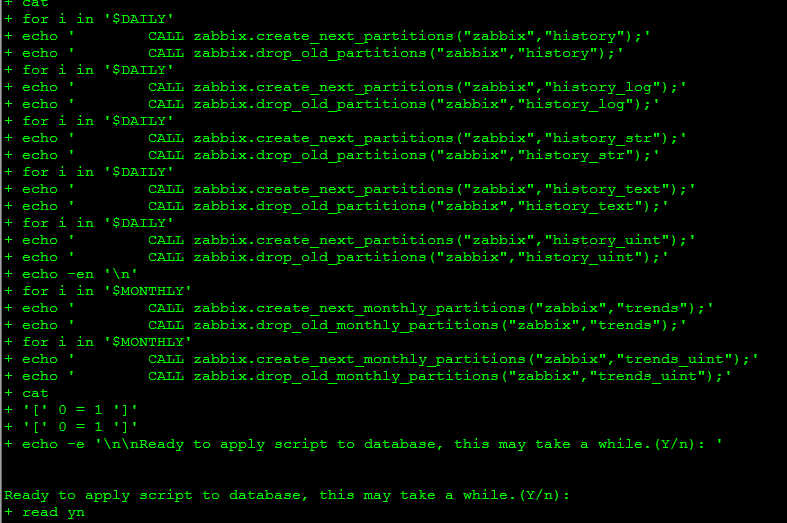 + cat
+ for i in '$DAILY'
+ echo '        CALL zabbix.create_next_partitions("zabbix","history");'
+ echo '        CALL zabbix.drop_old_partitions("zabbix","history");'
+ for i in '$DAILY'
+ echo '        CALL zabbix.create_next_partitions("zabbix","history_log");'
+ echo '        CALL zabbix.drop_old_partitions("zabbix","history_log");'
+ for i in '$DAILY'
+ echo '        CALL zabbix.create_next_partitions("zabbix","history_str");'
+ echo '        CALL zabbix.drop_old_partitions("zabbix","history_str");'
+ for i in '$DAILY'
+ echo '        CALL zabbix.create_next_partitions("zabbix","history_text");'
+ echo '        CALL zabbix.drop_old_partitions("zabbix","history_text");'
+ for i in '$DAILY'
+ echo '        CALL zabbix.create_next_partitions("zabbix","history_uint");'
+ echo '        CALL zabbix.drop_old_partitions("zabbix","history_uint");'
+ echo -en '\n'
+ for i in '$MONTHLY'
+ echo '        CALL zabbix.create_next_monthly_partitions("zabbix","trends");'
+ echo '        CALL zabbix.drop_old_monthly_partitions("zabbix","trends");'
+ for i in '$MONTHLY'
+ echo '        CALL zabbix.create_next_monthly_partitions("zabbix","trends_uint");'
+ echo '        CALL zabbix.drop_old_monthly_partitions("zabbix","trends_uint");'
+ cat
+ '[' 0 = 1 ']'
+ '[' 0 = 1 ']'
+ echo -e '\n\nReady to apply script to database, this may take a while.(Y/n): '
Ready to apply script to database, this may take a while.(Y/n):
+ read yn